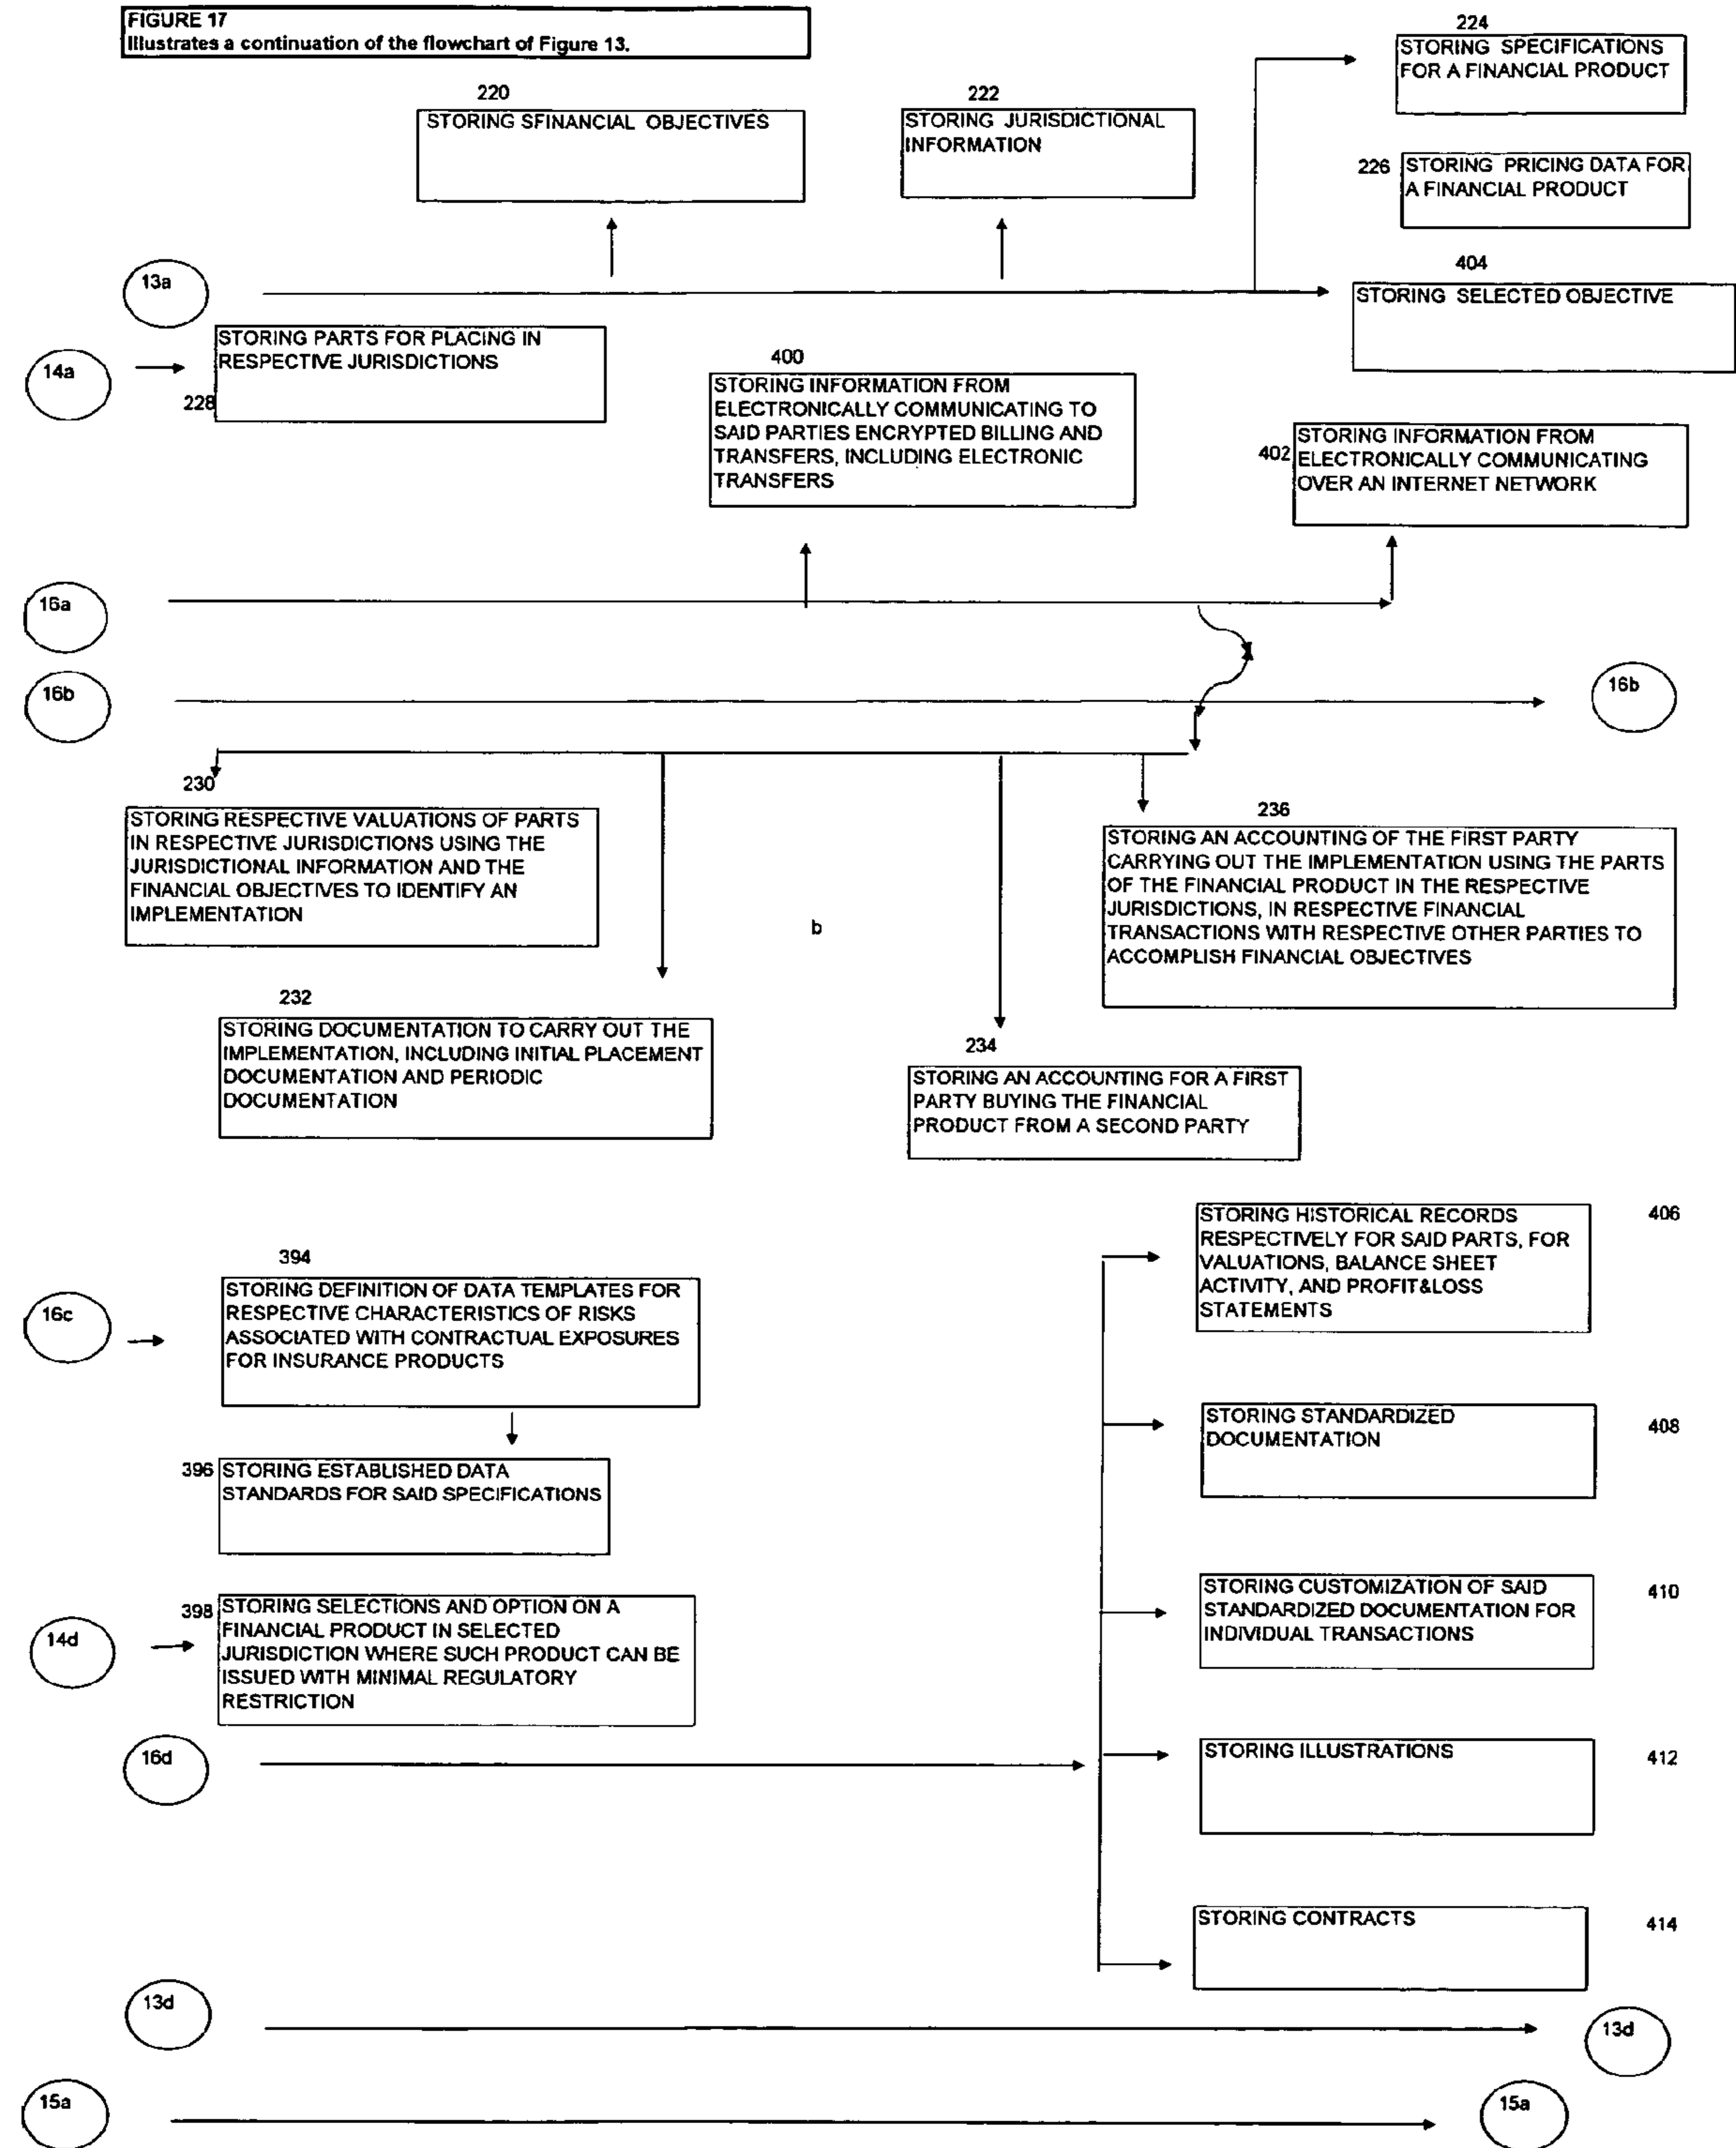 FIGURE 17
Illustrates a continuation of the flowchart of Figure 13.
224
STORING SPECIFICATIONS
FOR A FINANCIAL PRODUCT
220
STORING SFINANCIAL OBJECTIVES
222
STORING JURISDICTIONAL
INFORMATION
226
STORING PRICING DATA FOR
A FINANCIAL PRODUCT
13a
404
STORING SELECTED OBJECTIVE
14a
STORING PARTS FOR PLACING IN
RESPECTIVE JURISDICTIONS
228
400
STORING INFORMATION FROM
ELECTRONICALLY COMMUNICATING TO
SAID PARTIES ENCRYPTED BILLING AND
TRANSFERS, INCLUDING ELECTRONIC
TRANSFERS
402
STORING INFORMATION FROM
ELECTRONICALLY COMMUNICATING
OVER AN INTERNET NETWORK
16a
16b
16b
230
STORING RESPECTIVE VALUATIONS OF PARTS
IN RESPECTIVE JURISDICTIONS USING THE
JURISDICTIONAL INFORMATION AND THE
FINANCIAL OBJECTIVES TO IDENTIFY AN
IMPLEMENTATION
b
236
STORING AN ACCOUNTING OF THE FIRST PARTY
CARRYING OUT THE IMPLEMENTATION USING THE PARTS
OF THE FINANCIAL PRODUCT IN THE RESPECTIVE
JURISDICTIONS, IN RESPECTIVE FINANCIAL
TRANSACTIONS WITH RESPECTIVE OTHER PARTIES TO
ACCOMPLISH FINANCIAL OBJECTIVES
232
STORING DOCUMENTATION TO CARRY OUT THE
IMPLEMENTATION, INCLUDING INITIAL PLACEMENT
DOCUMENTATION AND PERIODIC
DOCUMENTATION
234
STORING AN ACCOUNTING FOR A FIRST
PARTY BUYING THE FINANCIAL
PRODUCT FROM A SECOND PARTY
STORING HISTORICAL RECORDS
RESPECTIVELY FOR SAID PARTS, FOR
VALUATIONS, BALANCE SHEET
ACTIVITY, AND PROFIT&LOSS
STATEMENTS
406
394
16c
STORING DEFINITION OF DATA TEMPLATES FOR
RESPECTIVE CHARACTERISTICS OF RISKS
ASSOCIATED WITH CONTRACTUAL EXPOSURES
FOR INSURANCE PRODUCTS
STORING STANDARDIZED
DOCUMENTATION
408
396
STORING ESTABLISHED DATA
STANDARDS FOR SAID SPECIFICATIONS
STORING CUSTOMIZATION OF SAID
STANDARDIZED DOCUMENTATION FOR
INDIVIDUAL TRANSACTIONS
410
14d
398
STORING SELECTIONS AND OPTION ON A
FINANCIAL PRODUCT IN SELECTED
JURISDICTION WHERE SUCH PRODUCT CAN BE
ISSUED WITH MINIMAL REGULATORY
RESTRICTION
16d
STORING ILLUSTRATIONS
412
STORING CONTRACTS
414
13d
13d
15a
15a